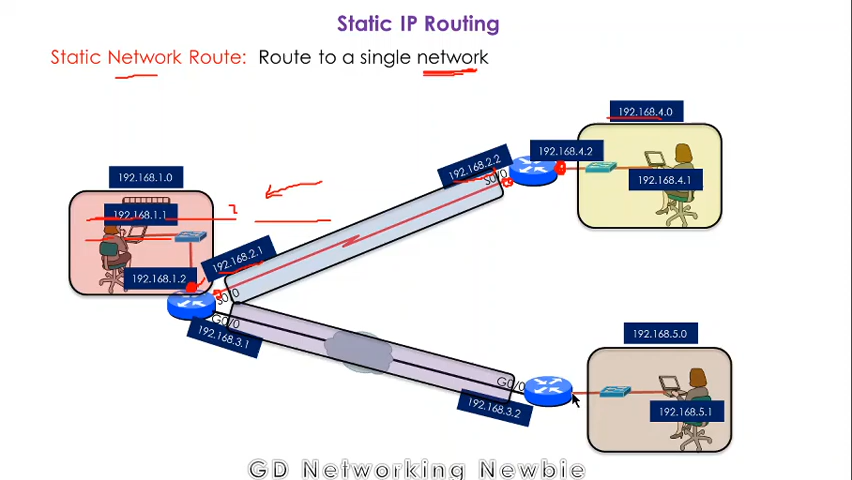 Static IP Routing
Static Network Route: Route to a single network
192.168.4.0
192.168.4.2
192.168.2.2
S0/0
192.168.4.1
192.168.1.0
192.168.1.1
192.168.1.2
192.168.2.1
S0/0
G0/0
192.168.3.1
192.168.5.0
G0/0
192.168.3.2
192.168.5.1
GD Networking Newbie